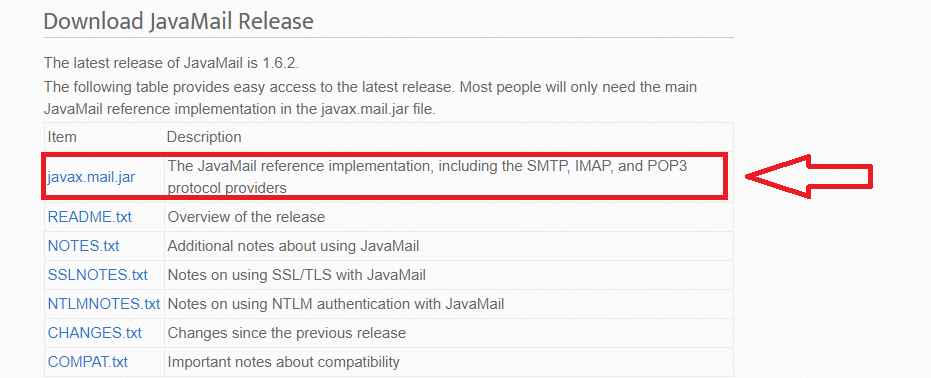 Download JavaMail Release
The latest release of JavaMail is 1.6.2.
The following table provides easy access to the latest release. Most people will only need the main
JavaMail reference implementation in the javax.mail.jar file.
Item Description
javax.mail.jar The JavaMail reference implementation, including the SMTP, IMAP, and POP3
protocol providers
README.txt Overview of the release
NOTES.txt Additional notes about using JavaMail
SSLNOTES.txt Notes on using SSL/TLS with JavaMail
NTLMNOTES.txt Notes on using NTLM authentication with JavaMail
CHANGES.txt Changes since the previous release
COMPAT.txt Important notes about compatibility